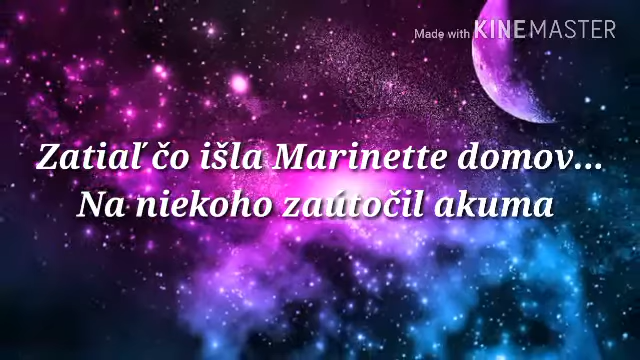 Made with KINEMASTER
Zatiaľ čo išla Marinette domov...
Na niekoho zaútočil akuma